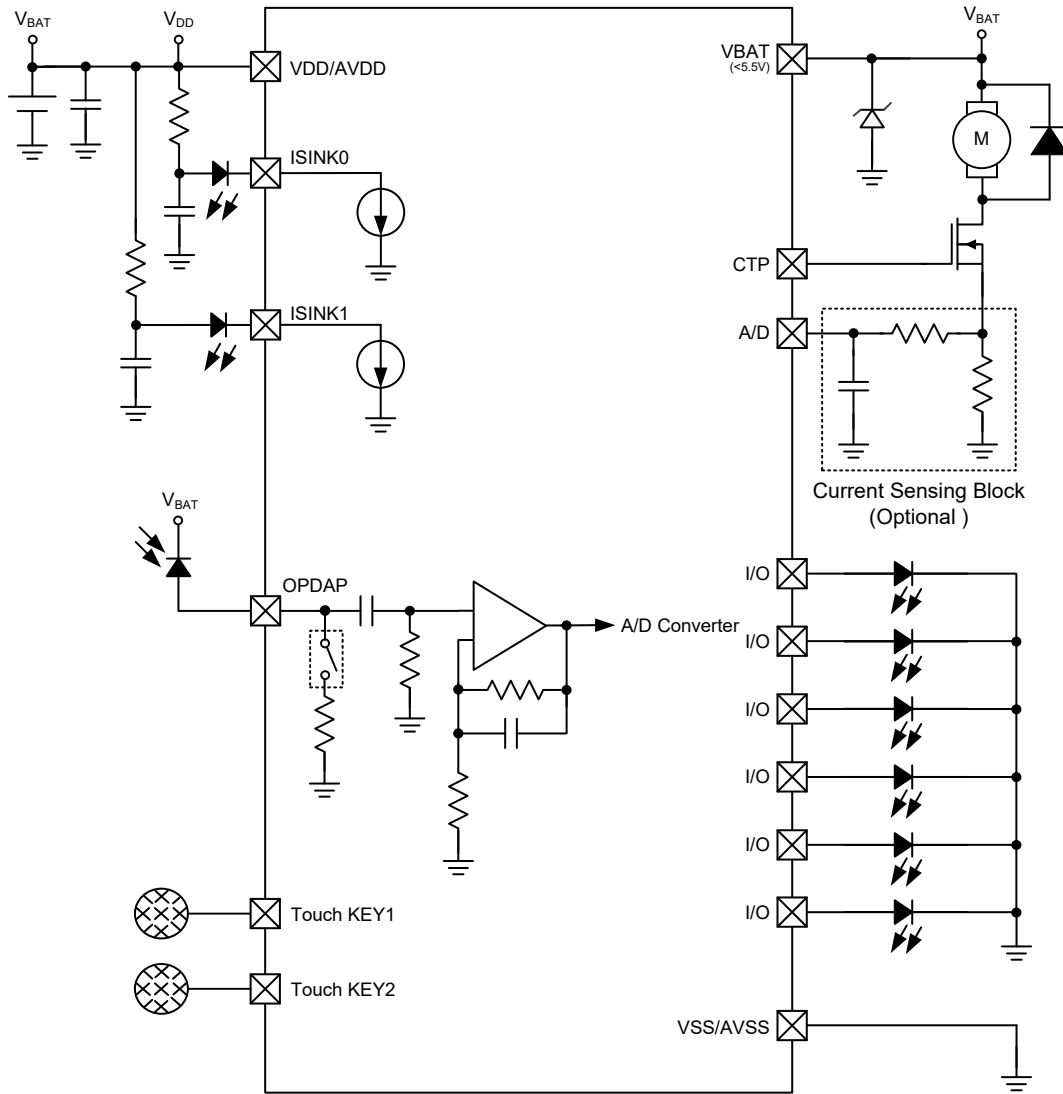 VBAT
VDD
VDD/AVDD
ISINK0
ISINK1
VBAT
OPDAP
A/D Converter
Touch KEY1
Touch KEY2
VBAT
VBAT
(<5.5V)
M
CTP
A/D
Current Sensing Block
(Optional )
I/O
I/O
I/O
I/O
I/O
I/O
VSS/AVSS